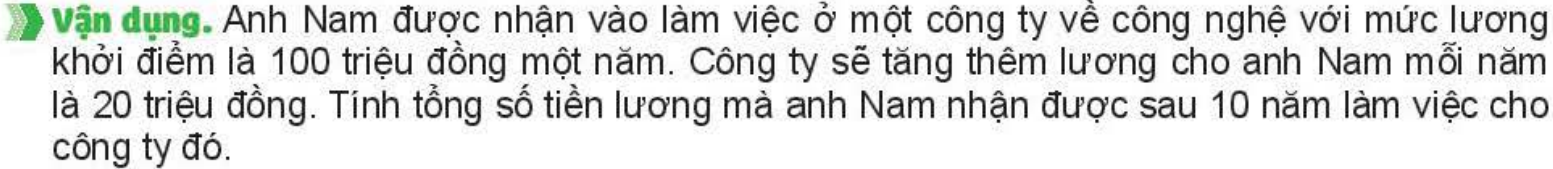 Vận dụng. Anh Nam được nhận vào làm việc ở một công ty về công nghệ với mức lương
khởi điểm là 100 triệu đồng một năm. Công ty sẽ tăng thêm lương cho anh Nam mỗi năm
là 20 triệu đồng. Tính tổng số tiền lương mà anh Nam nhận được sau 10 năm làm việc cho
công ty đó.